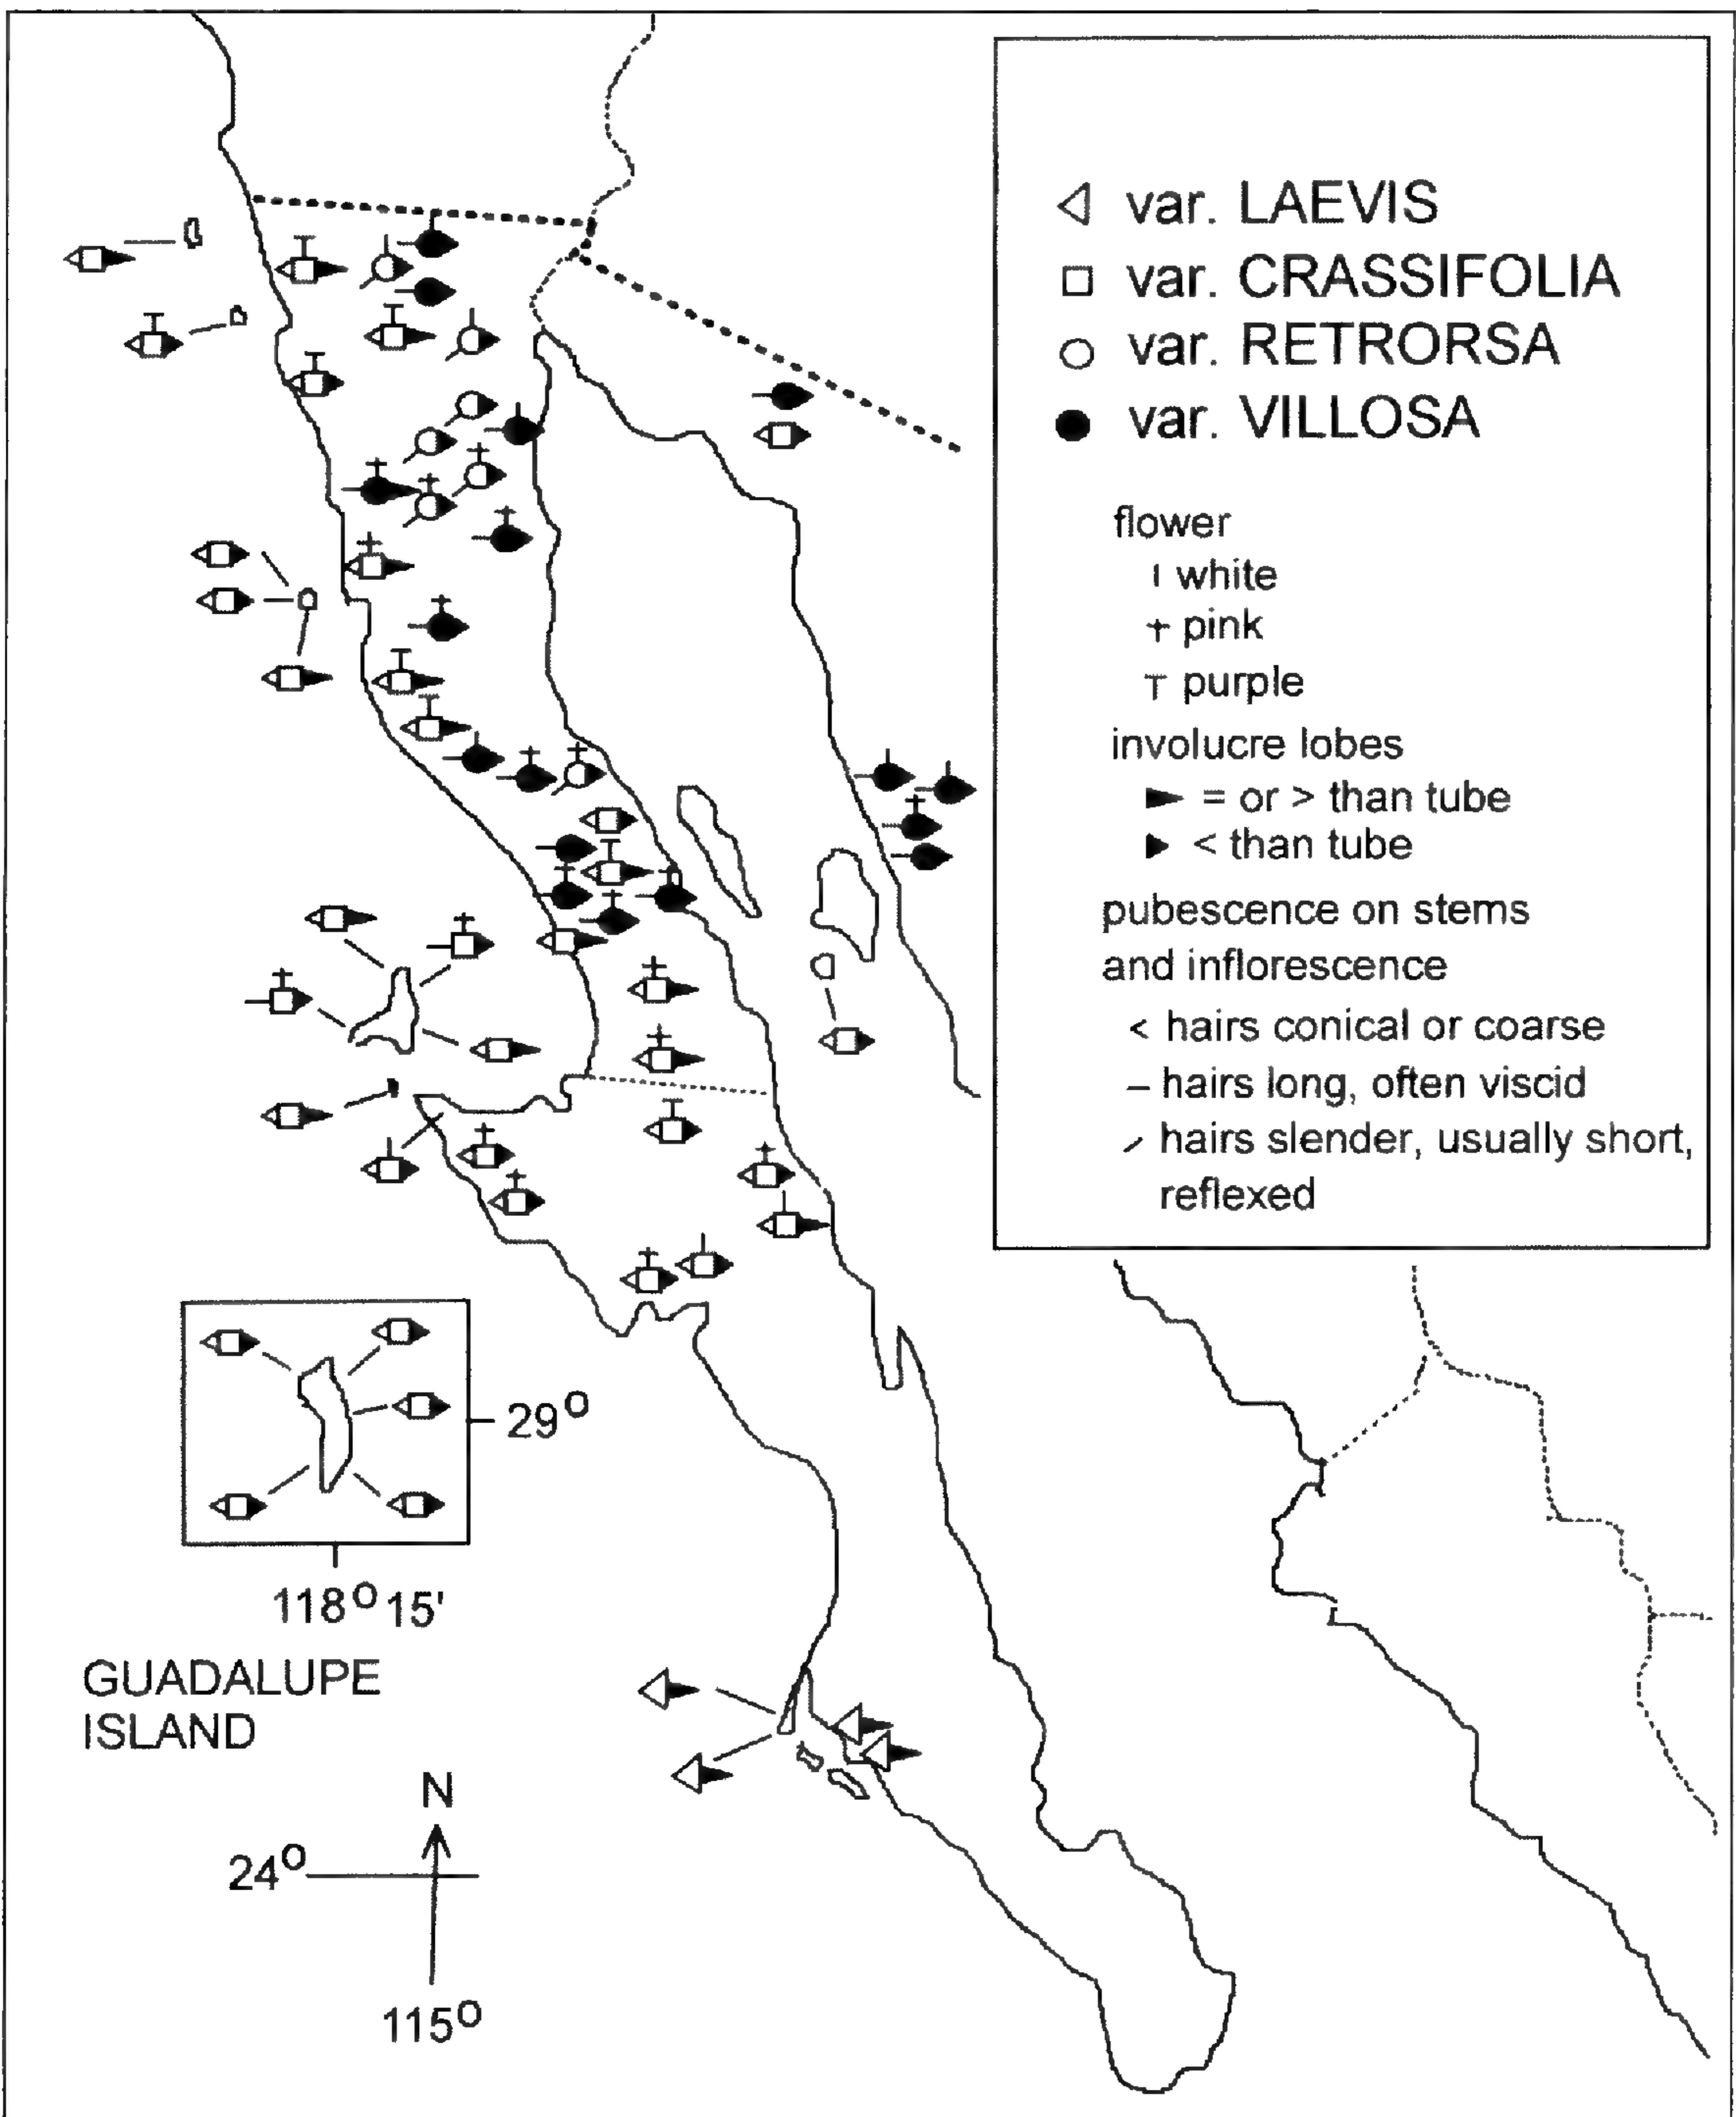 var. LAEVIS
var. CRASSIFOLIA
var. RETRORSA
var. VILLOSA
flower
white
pink
purple
involucre lobes
= or > than tube
< than tube
pubescence on stems
and inflorescence
< hairs conical or coarse
– hairs long, often viscid
⸝ hairs slender, usually short,
reflexed
29°
118° 15'
GUADALUPE
ISLAND
N
24°
115°